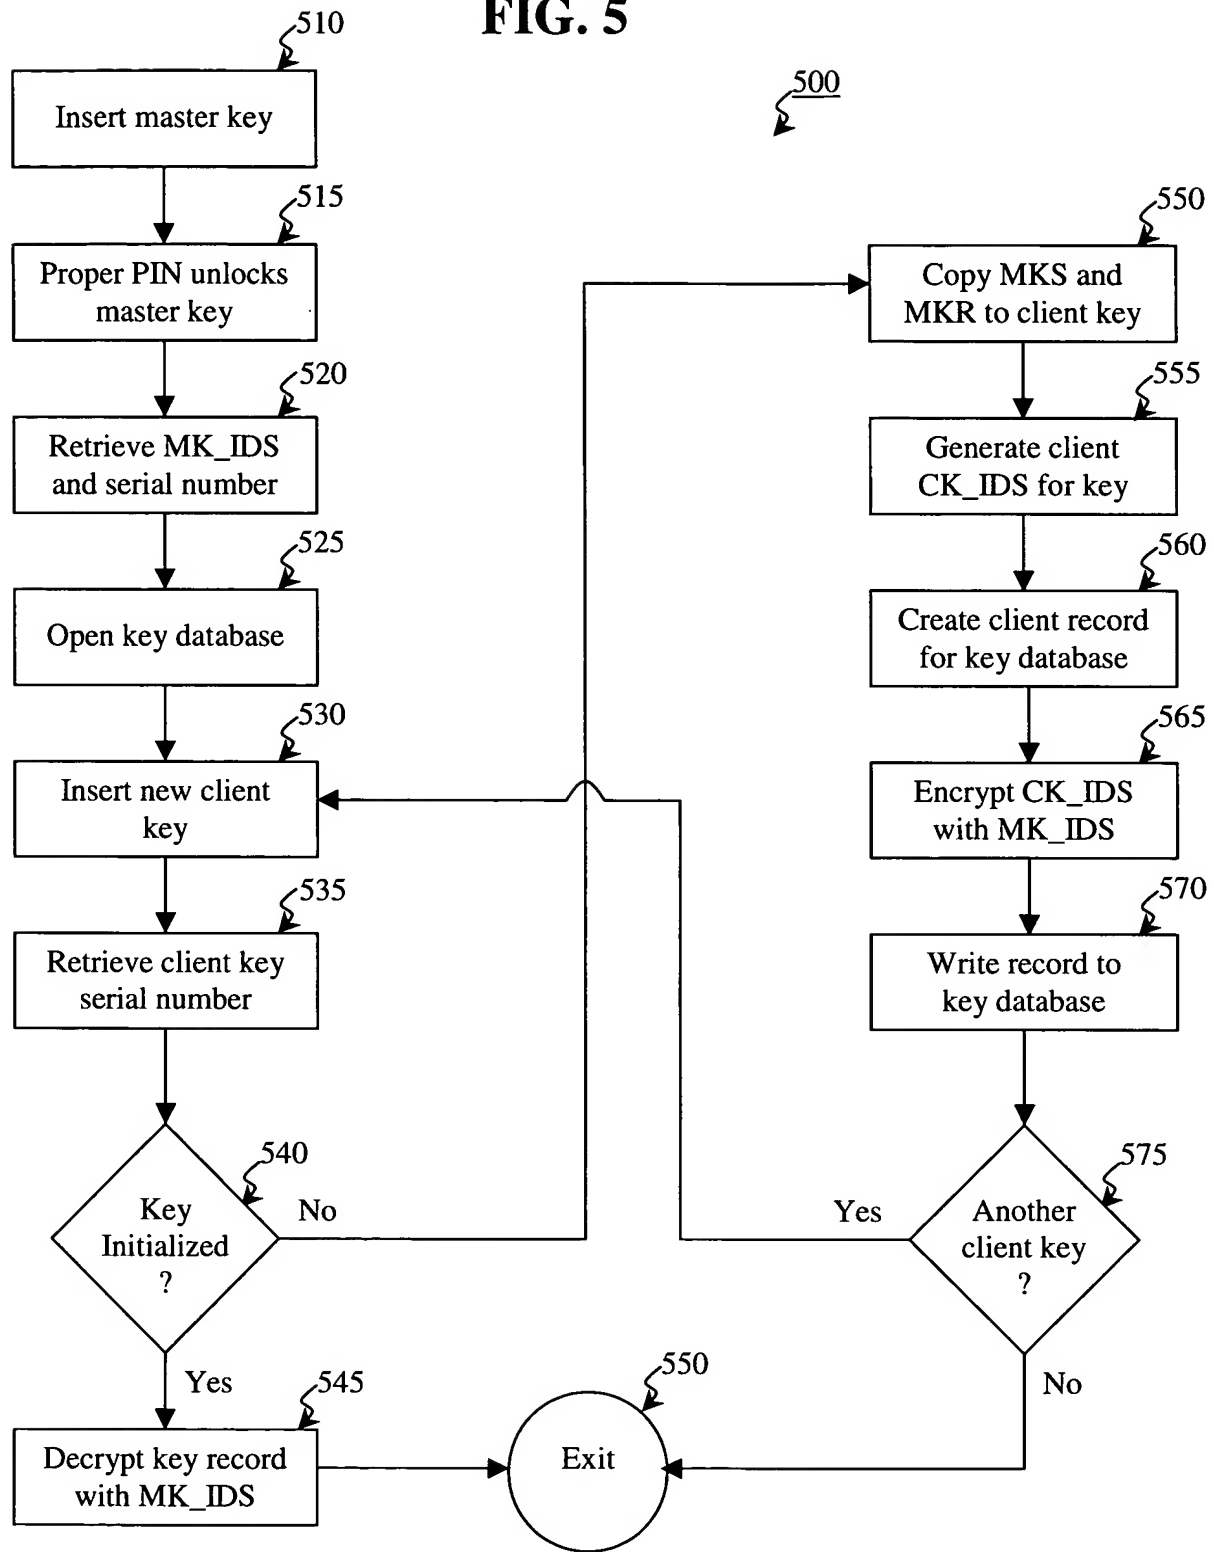 FIG. 5
500
510
Insert master key
515
Proper PIN unlocks
master key
520
Retrieve MK_IDS
and serial number
525
Open key database
530
Insert new client
key
535
Retrieve client key
serial number
540
Key
Initialized
?
No
Yes
545
Decrypt key record
with MK_IDS
550
Exit
550
Copy MKS and
MKR to client key
555
Generate client
CK_IDS for key
560
Create client record
for key database
565
Encrypt CK_IDS
with MK_IDS
570
Write record to
key database
575
Another
client key
?
Yes
No